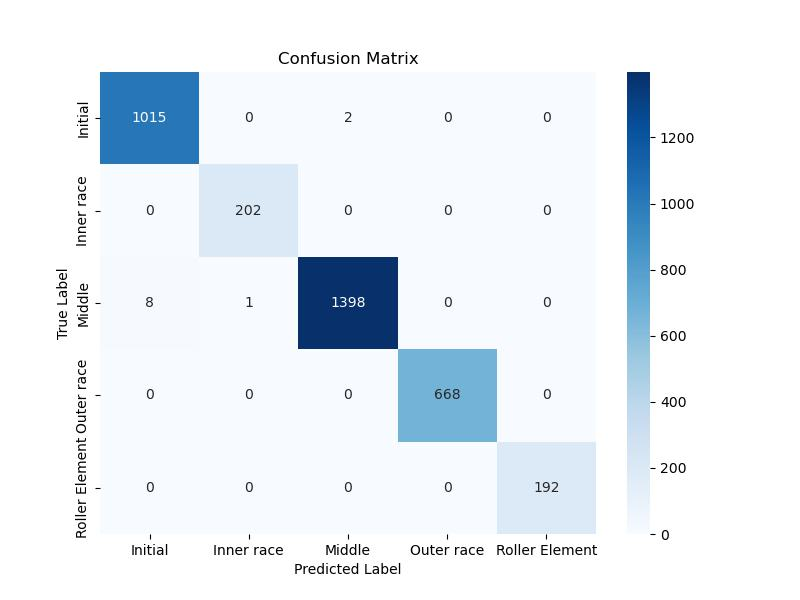 Confusion Matrix
True Label
Initial
1015 0 2 0 0
Inner race
0 202 0 0 0
Middle
8 1 1398 0 0
Outer race
0 0 0 668 0
Roller Element
0 0 0 0 192
Initial Inner race Middle Outer race Roller Element
Predicted Label
1200
1000
800
600
400
200
0